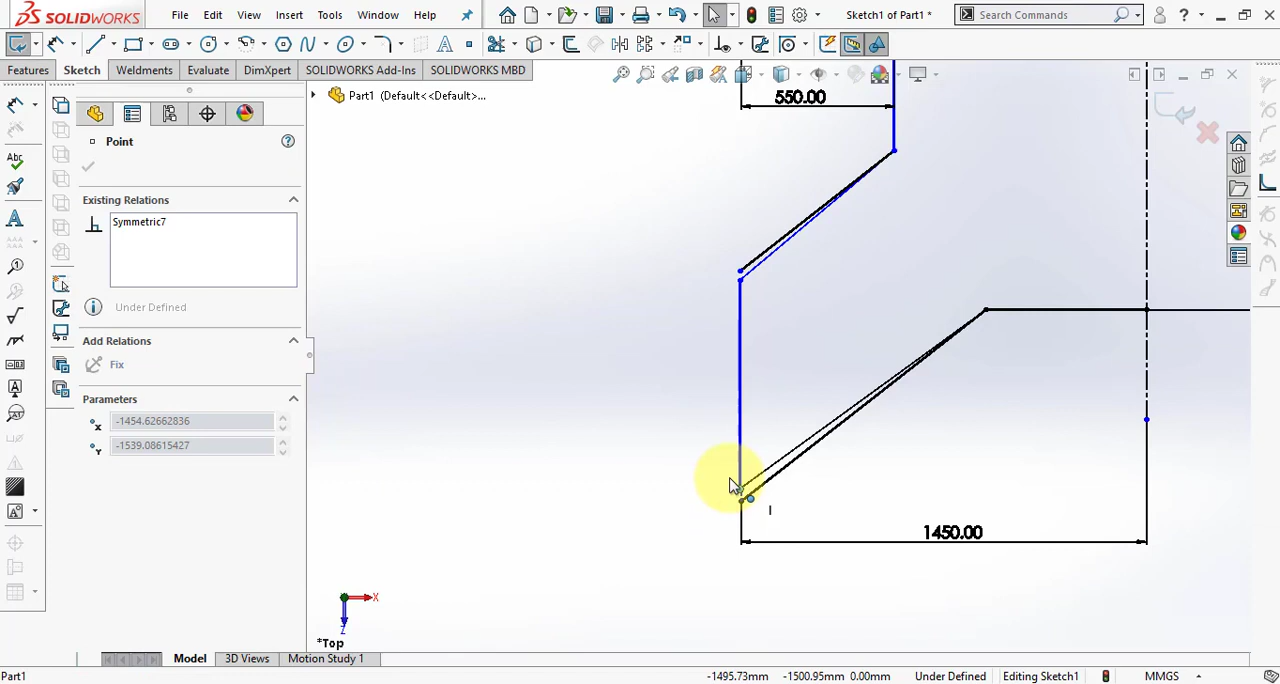 SOLIDWORKS File Edit View Insert Tools Window Help Sketch1 of Part1 * Search Commands ?
Features Sketch Weldments Evaluate DimXpert SOLIDWORKS Add-Ins SOLIDWORKS MBD
Part1 (Default<<Default>...
550.00
Point
Abc
Existing Relations
Symmetric7
Under Defined
Add Relations
Fix
Parameters
-1454.62662836
-1539.08615427
1450.00
X
Z
*Top
Model 3D Views Motion Study 1
Part1 -1495.73mm -1500.95mm 0.00mm Under Defined Editing Sketch1 MMGS